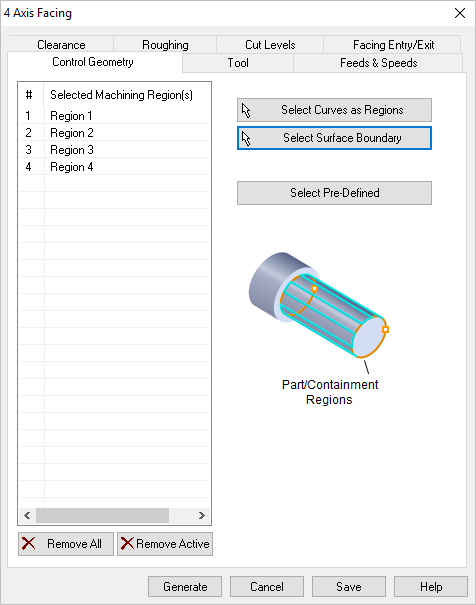 4 Axis Facing
Clearance Roughing Cut Levels Facing Entry/Exit
Control Geometry Tool Feeds & Speeds
# Selected Machining Region(s)
1 Region 1
2 Region 2
3 Region 3
4 Region 4
Select Curves as Regions
Select Surface Boundary
Select Pre-Defined
Part/Containment
Regions
Remove All Remove Active
Generate Cancel Save Help